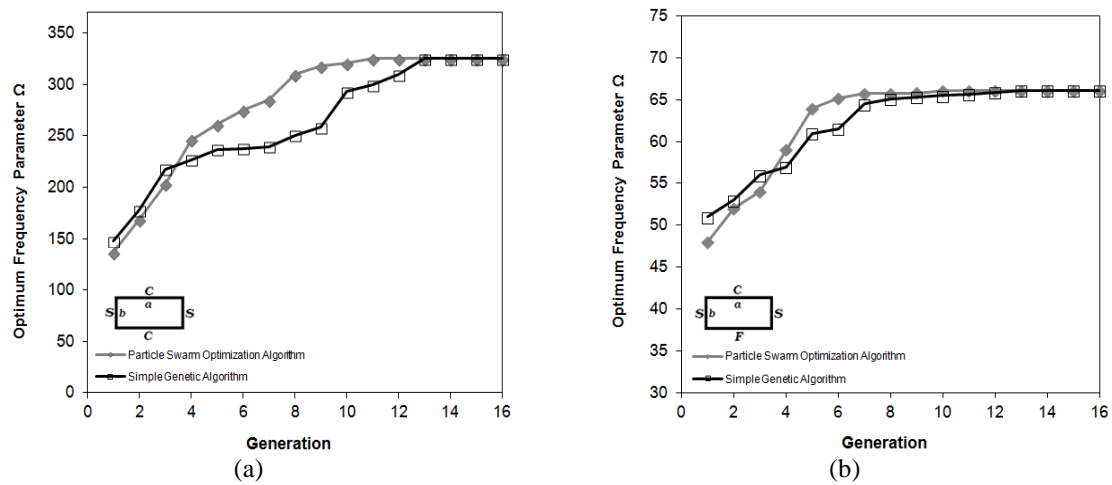 Optimum Frequency Parameter Ω
350
300
250
200
150
100
50
0
C
a
S
b
S
C
Particle Swarm Optimization Algorithm
Simple Genetic Algorithm
0 2 4 6 8 10 12 14 16
Generation
(a)
Optimum Frequency Parameter Ω
75
70
65
60
55
50
45
40
35
30
C
a
S
b
S
F
Particle Swarm Optimization Algorithm
Simple Genetic Algorithm
0 2 4 6 8 10 12 14 16
Generation
(b)